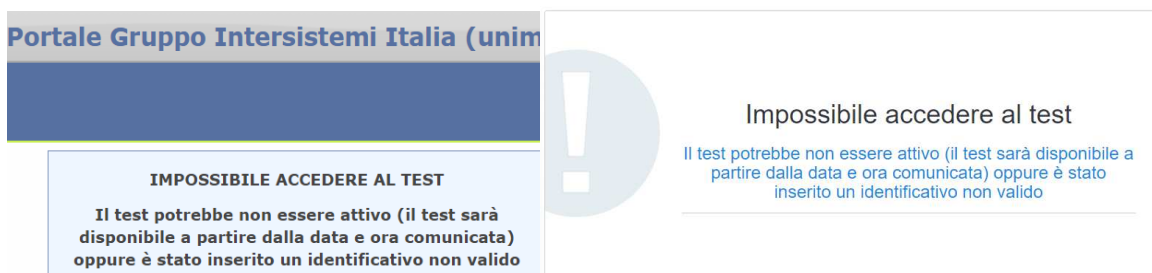 Portale Gruppo Intersistemi Italia (unim
IMPOSSIBILE ACCEDERE AL TEST
Il test potrebbe non essere attivo (il test sarà
disponibile a partire dalla data e ora comunicata)
oppure è stato inserito un identificativo non valido
Impossibile accedere al test
Il test potrebbe non essere attivo (il test sarà disponibile a
partire dalla data e ora comunicata) oppure è stato
inserito un identificativo non valido